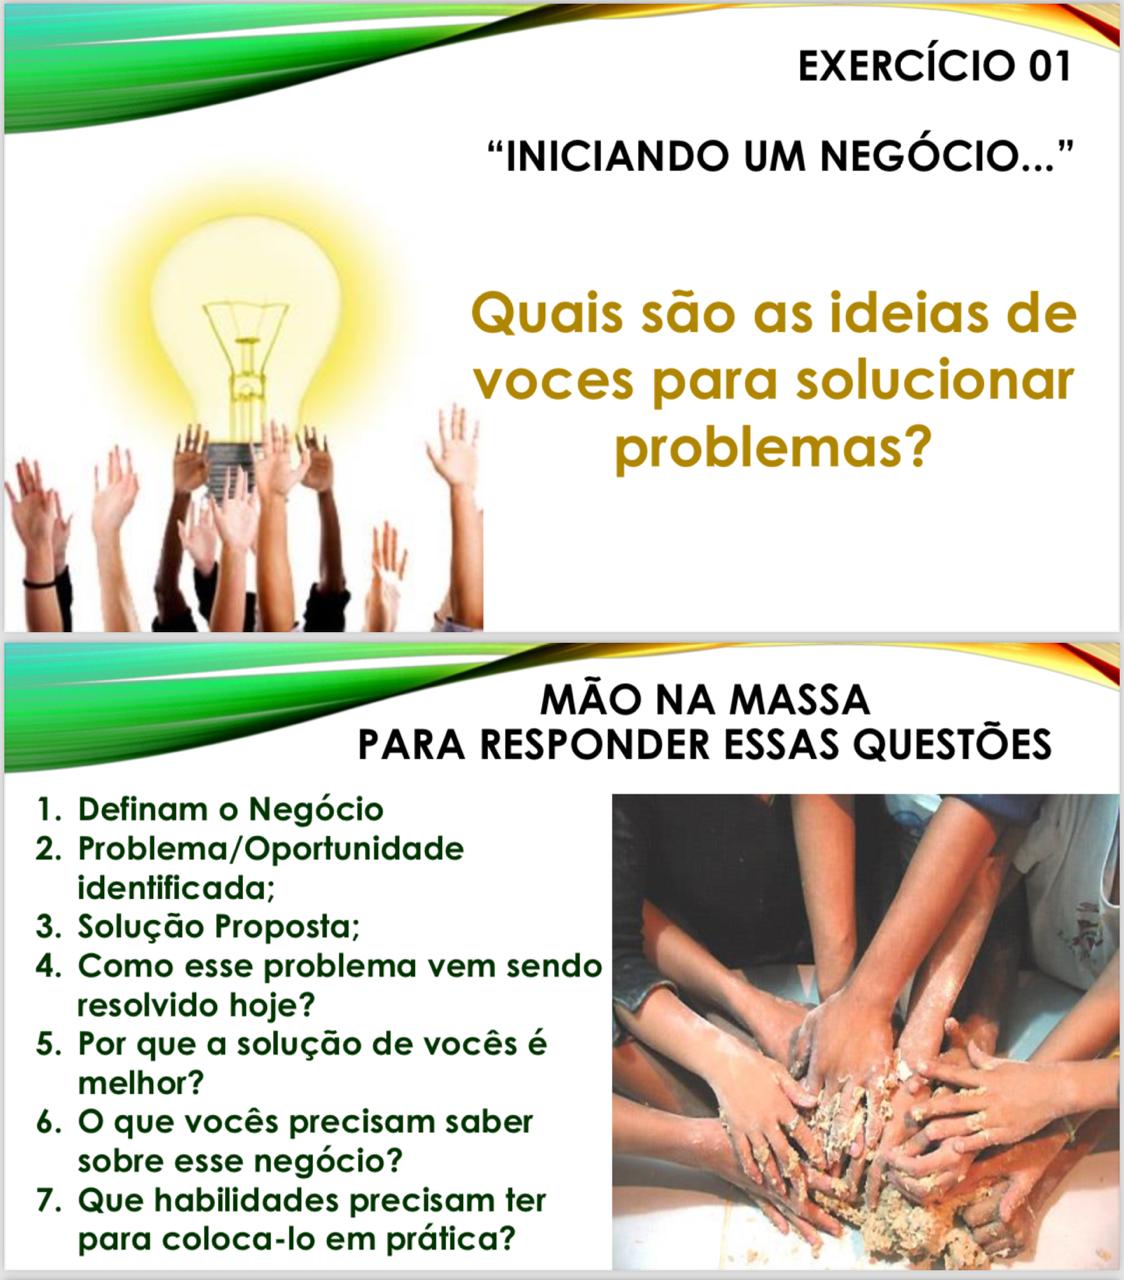 EXERCÍCIO 01
“INICIANDO UM NEGÓCIO...”
Quais são as ideias de
voces para solucionar
problemas?
MÃO NA MASSA
PARA RESPONDER ESSAS QUESTÕES
1. Definam o Negócio
2. Problema/Oportunidade
identificada;
3. Solução Proposta;
4. Como esse problema vem sendo
resolvido hoje?
5. Por que a solução de vocês é
melhor?
6. O que vocês precisam saber
sobre esse negócio?
7. Que habilidades precisam ter
para coloca-lo em prática?